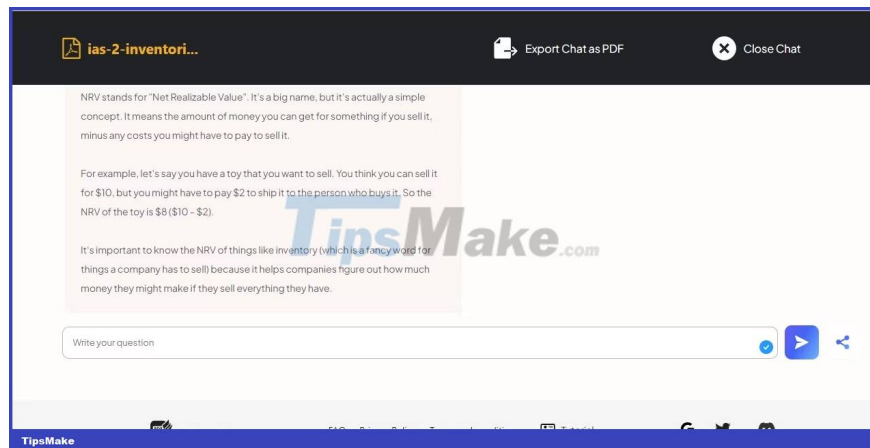 ias-2-inventori...
Export Chat as PDF
Close Chat
NRV stands for "Net Realizable Value". It's a big name, but it's actually a simple
concept. It means the amount of money you can get for something if you sell it,
minus any costs you might have to pay to sell it.
For example, let's say you have a toy that you want to sell. You think you can sell it
for $10, but you might have to pay $2 to ship it to the person who buys it. So the
NRV of the toy is $8 ($10 - $2).
TipsMake.com
It's important to know the NRV of things like inventory (which is a fancy word for
things a company has to sell) because it helps companies figure out how much
money they might make if they sell everything they have.
Write your question
TipsMake